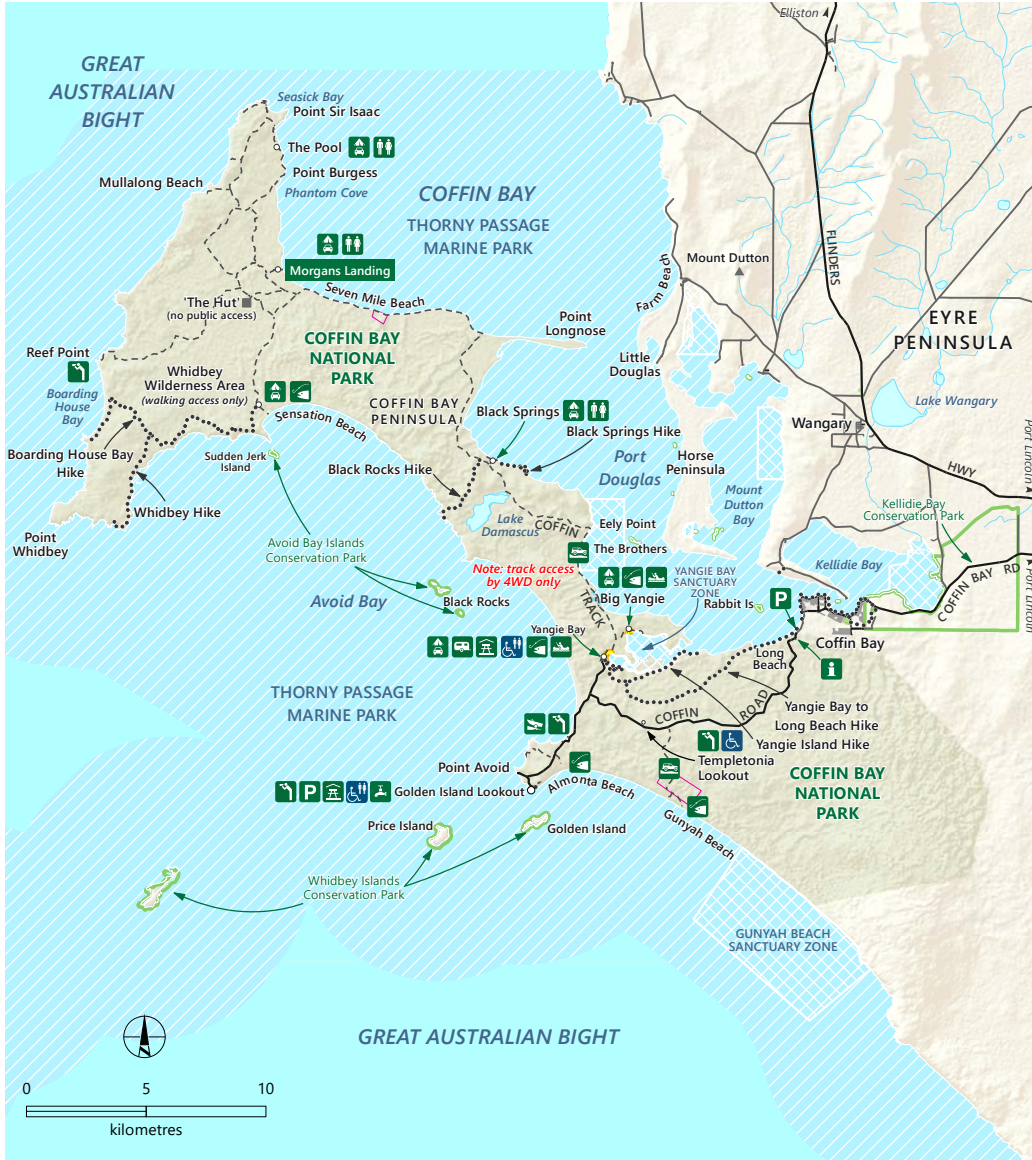 Elliston
GREAT
AUSTRALIAN
BIGHT
Seasick Bay
Point Sir Isaac
The Pool
Point Burgess
Mullalong Beach
Phantom Cove
COFFIN BAY
THORNY PASSAGE
MARINE PARK
FLINDERS
Morgans Landing
Mount Dutton
Farm Beach
Seven Mile Beach
'The Hut'
(no public access)
Point
Longnose
EYRE
PENINSULA
COFFIN BAY
NATIONAL
PARK
Reef Point
Little
Douglas
Whidbey
Wilderness Area
(walking access only)
Boarding
House
Bay
COFFIN BAY
PENINSULA
Lake Wangary
Sensation Beach
Black Springs
Black Springs Hike
Wangary
Port Lincoln
Boarding House Bay
Hike
Sudden Jerk
Island
Black Rocks Hike
Port
Douglas
Horse
Peninsula
HWY
Mount
Dutton
Bay
Whidbey Hike
Kellidie Bay
Conservation Park
Lake
Damascus
COFFIN
Eely Point
Point
Whidbey
Avoid Bay Islands
Conservation Park
The Brothers
Note: track access
by 4WD only
YANGIE BAY
SANCTUARY
ZONE
Kellidie Bay
COFFIN BAY RD
Port Lincoln
Avoid Bay
Black Rocks
TRACK
Big Yangie
Rabbit Is
P
Yangie Bay
Coffin Bay
Long
Beach
i
THORNY PASSAGE
MARINE PARK
COFFIN
ROAD
Yangie Bay to
Long Beach Hike
Yangie Island Hike
Templetonia
Lookout
Point Avoid
COFFIN BAY
NATIONAL
PARK
P
Golden Island Lookout
Almonta Beach
Price Island
Golden Island
Gunyah Beach
Whidbey Islands
Conservation Park
GUNYAH BEACH
SANCTUARY ZONE
GREAT AUSTRALIAN BIGHT
0 5 10
kilometres